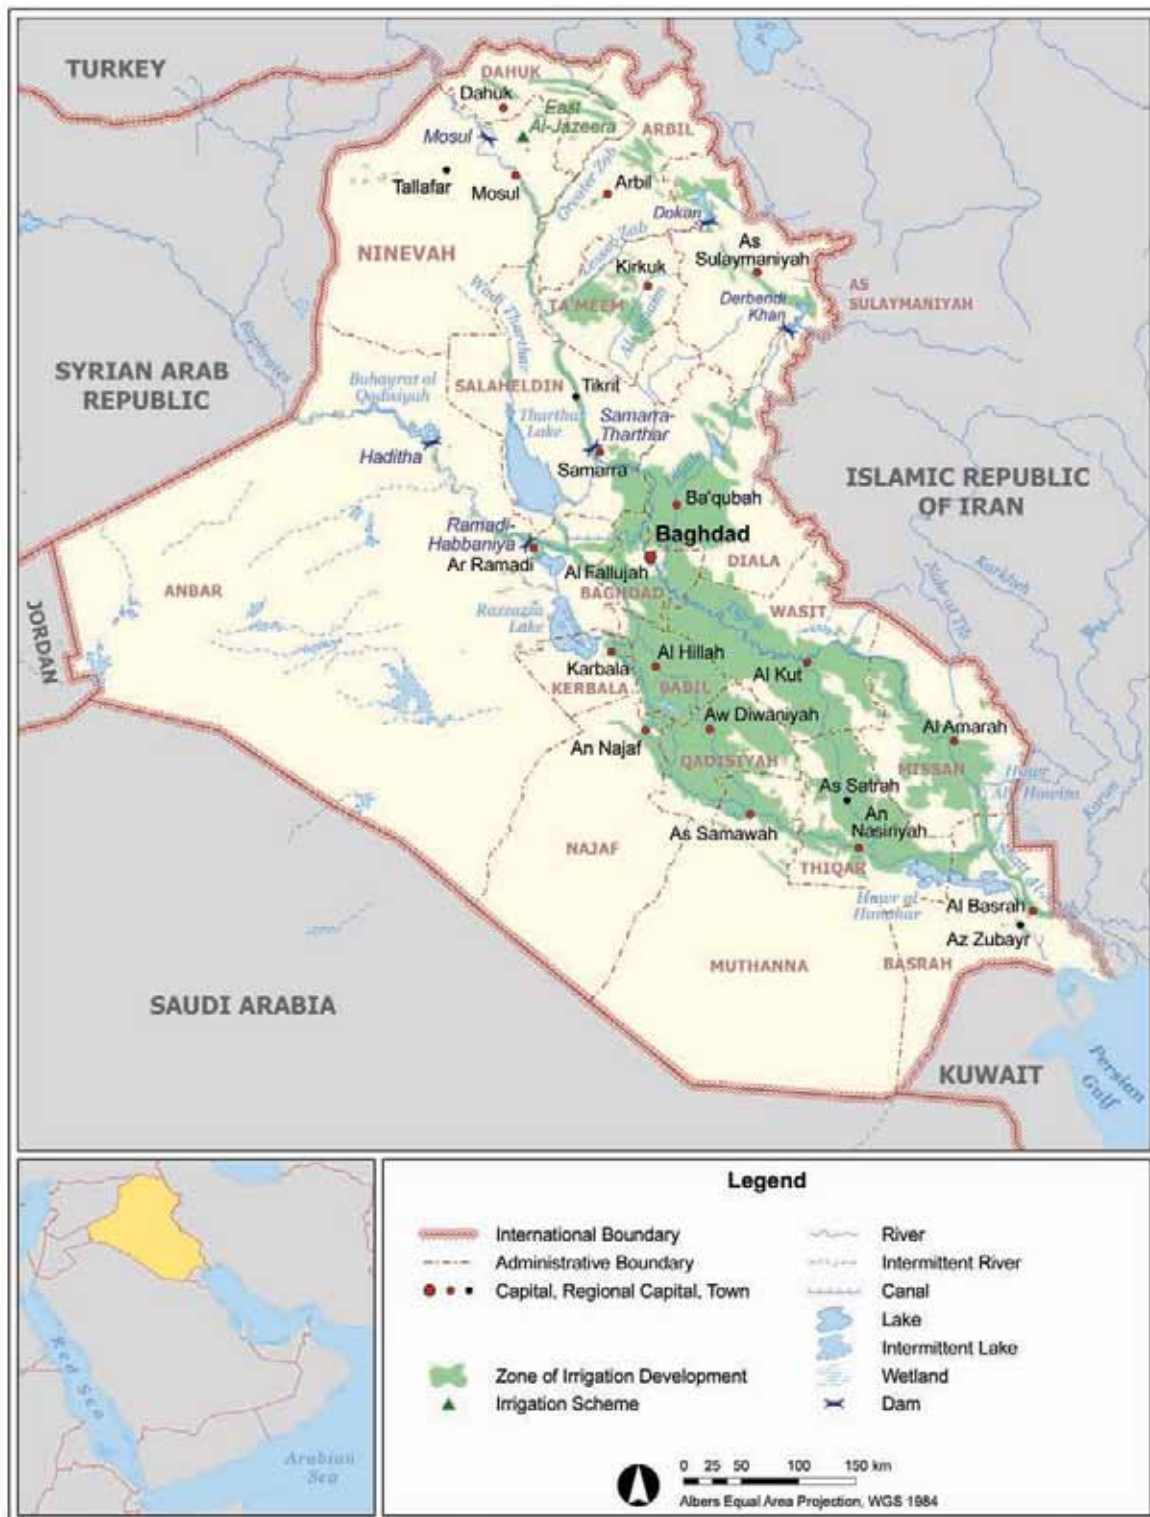 TURKEY
DAHUK
Dahuk
East
Al-Jazeera
ARBIL
Mosul
Tallafar
Mosul
Greater Zab
Arbil
Dokan
NINEVAH
Lesser Zab
As
Sulaymaniyah
Kirkuk
AS
SULAYMANIYAH
TA'MEEM
Derbendi
Khan
Wadi Tharthar
Euphrates
SYRIAN ARAB
REPUBLIC
Buhayrat al
Qadisiyah
SALAHELDIN
Tikrit
Tharthar
Lake
Samarra-
Tharthar
Haditha
Samarra
ISLAMIC REPUBLIC
OF IRAN
Ba'qubah
Ramadi-
Habbaniya
Baghdad
Ar Ramadi
Al Fallujah
DIALA
ANBAR
BAGHDAD
JORDAN
Razzaza
Lake
WASIT
Karkheh
Al Hillah
Karbala
Al Kut
KERBALA
BABIL
Aw Diwaniyah
An Najaf
Al Amarah
QADISIYAH
MISSAN
As Satrah
An
Nasiriyah
Karun
As Samawah
NAJAF
THIQAR
Al Basrah
Az Zubayr
MUTHANNA
BASRAH
SAUDI ARABIA
KUWAIT
Persian
Gulf
Red Sea
Arabian
Sea
Legend
International Boundary
Administrative Boundary
Capital, Regional Capital, Town
Zone of Irrigation Development
Irrigation Scheme
River
Intermittent River
Canal
Lake
Intermittent Lake
Wetland
Dam
0 25 50 100 150 km
Albers Equal Area Projection, WGS 1984